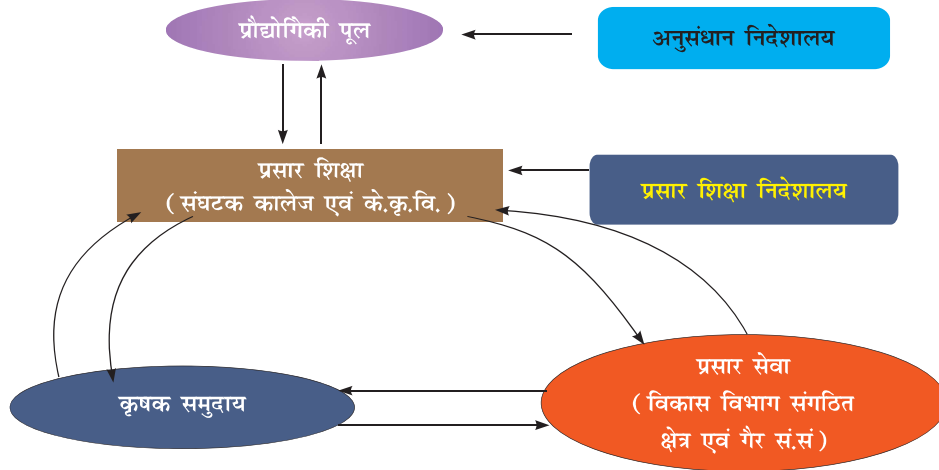 प्रौद्योगिकी पूल
अनुसंधान निदेशालय
प्रसार शिक्षा
( संघटक कालेज एवं के.कृ.वि. )
प्रसार शिक्षा निदेशालय
प्रसार सेवा
( विकास विभाग संगठित
क्षेत्र एवं गैर सं.सं )
कृषक समुदाय